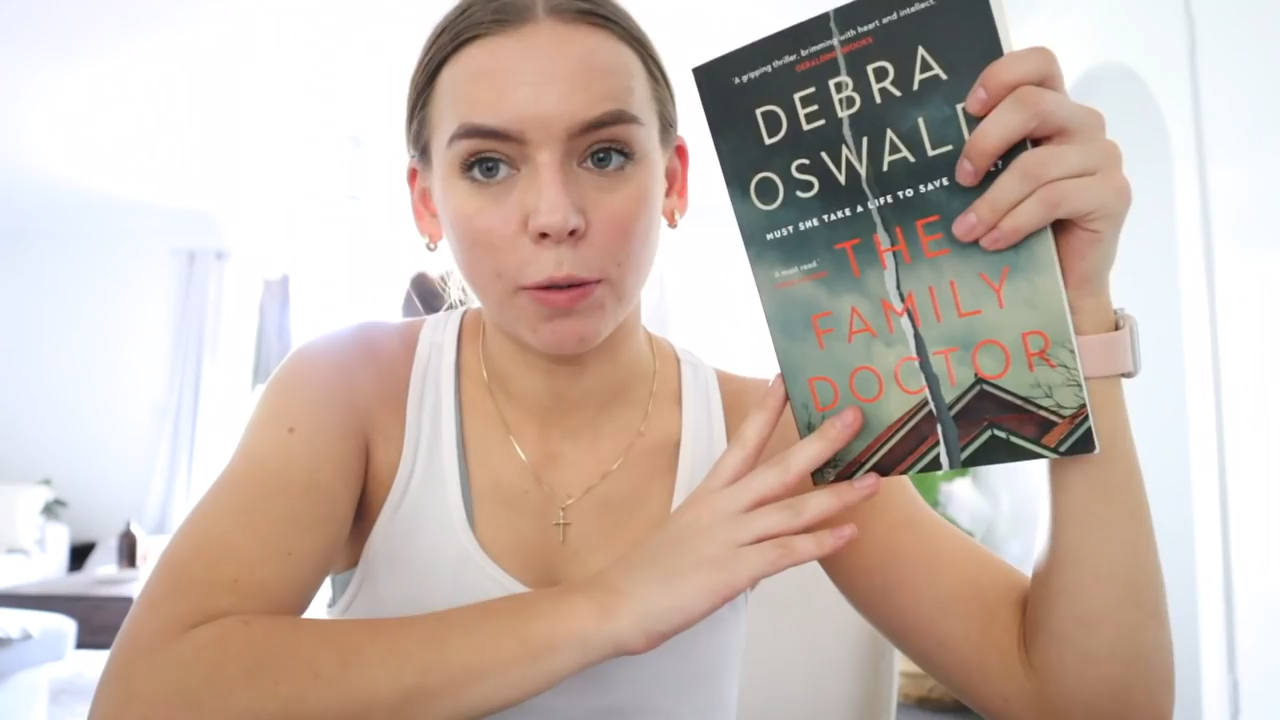 'A gripping thriller, brimming with heart and intellect.'
GERALDINE BROOKS
DEBRA
OSWALD
MUST SHE TAKE A LIFE TO SAVE
THE
'A must read.'
FAMILY
DOCTOR